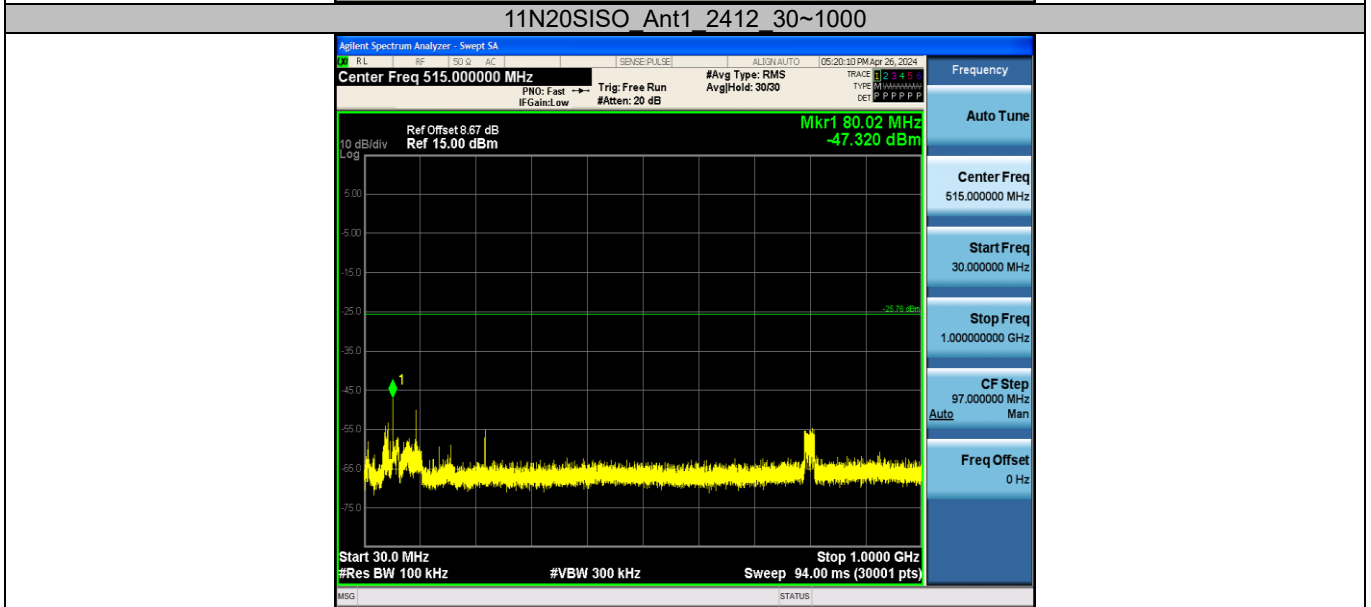 11N20SISO_Ant1_2412_30~1000
Agilent Spectrum Analyzer - Swept SA
RL RF 50 Ω AC SENSE:PULSE ALIGN AUTO 05:20:10 PM Apr 26, 2024
Center Freq 515.000000 MHz
PNO: Fast
IFGain:Low
Trig: Free Run
#Atten: 20 dB
#Avg Type: RMS
Avg|Hold: 30/30
TRACE 1 2 3 4 5 6
TYPE M
DET P P P P P P
Mkr1 80.02 MHz
-47.320 dBm
Ref Offset 8.67 dB
10 dB/div Ref 15.00 dBm
Log
5.00
-5.00
-15.0
-25.0
-35.0
-45.0
-55.0
-65.0
-75.0
1
Start 30.0 MHz Stop 1.0000 GHz
#Res BW 100 kHz #VBW 300 kHz Sweep 94.00 ms (30001 pts)
MSG STATUS
Frequency
Auto Tune
Center Freq
515.000000 MHz
Start Freq
30.000000 MHz
Stop Freq
1.000000000 GHz
CF Step
97.000000 MHz
Auto Man
Freq Offset
0 Hz